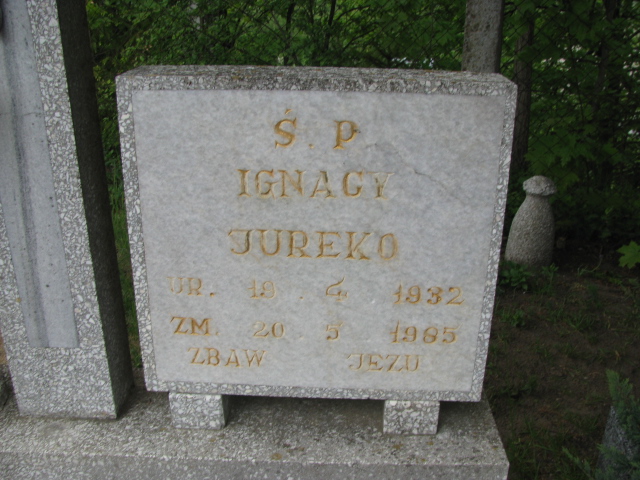 Ś. P.
IGNACY
JUREKO
UR. 19. 4. 1932
ZM. 20. 5. 1985
ZBAW JEZU